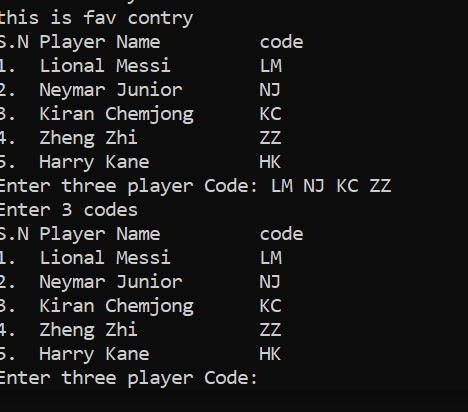 this is fav contry
S.N Player Name code
1. Lional Messi LM
2. Neymar Junior NJ
3. Kiran Chemjong KC
4. Zheng Zhi ZZ
5. Harry Kane HK
Enter three player Code: LM NJ KC ZZ
Enter 3 codes
S.N Player Name code
1. Lional Messi LM
2. Neymar Junior NJ
3. Kiran Chemjong KC
4. Zheng Zhi ZZ
5. Harry Kane HK
Enter three player Code: